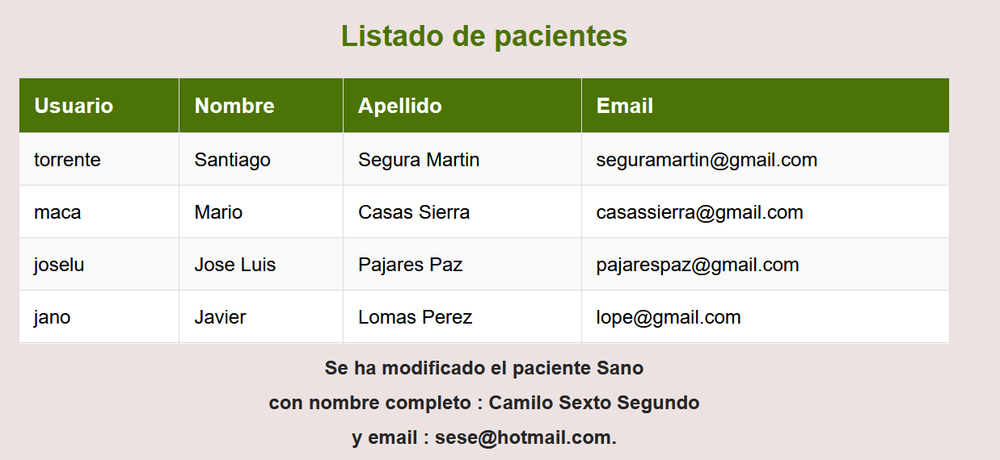 Listado de pacientes
Usuario Nombre Apellido Email
torrente Santiago Segura Martin seguramartin@gmail.com
maca Mario Casas Sierra casassierra@gmail.com
joselu Jose Luis Pajares Paz pajarespaz@gmail.com
jano Javier Lomas Perez lope@gmail.com
Se ha modificado el paciente Sano
con nombre completo : Camilo Sexto Segundo
y email : sese@hotmail.com.